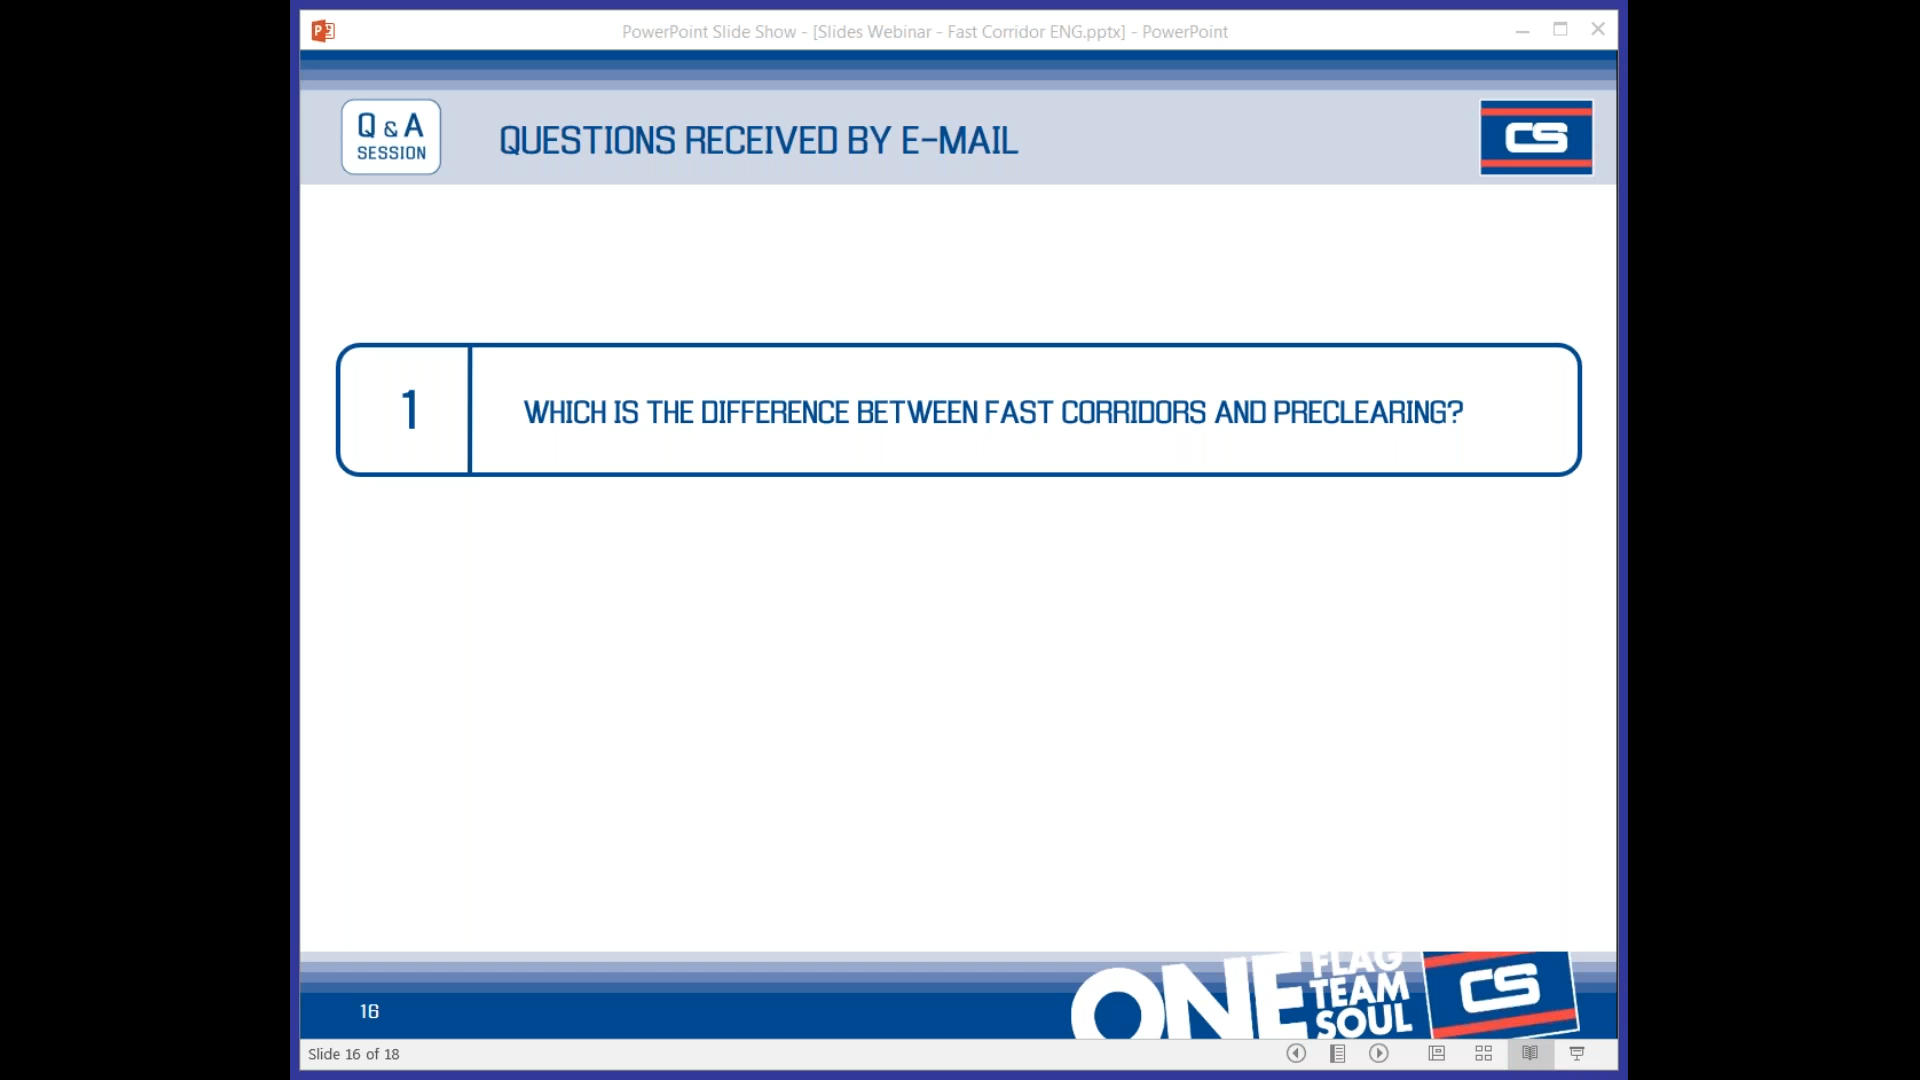 PowerPoint Slide Show - [Slides Webinar - Fast Corridor ENG.pptx] - PowerPoint
Q & A
SESSION
QUESTIONS RECEIVED BY E-MAIL
CS
1
WHICH IS THE DIFFERENCE BETWEEN FAST CORRIDORS AND PRECLEARING?
16
ONE
FLAG
TEAM
SOUL
CS
Slide 16 of 18